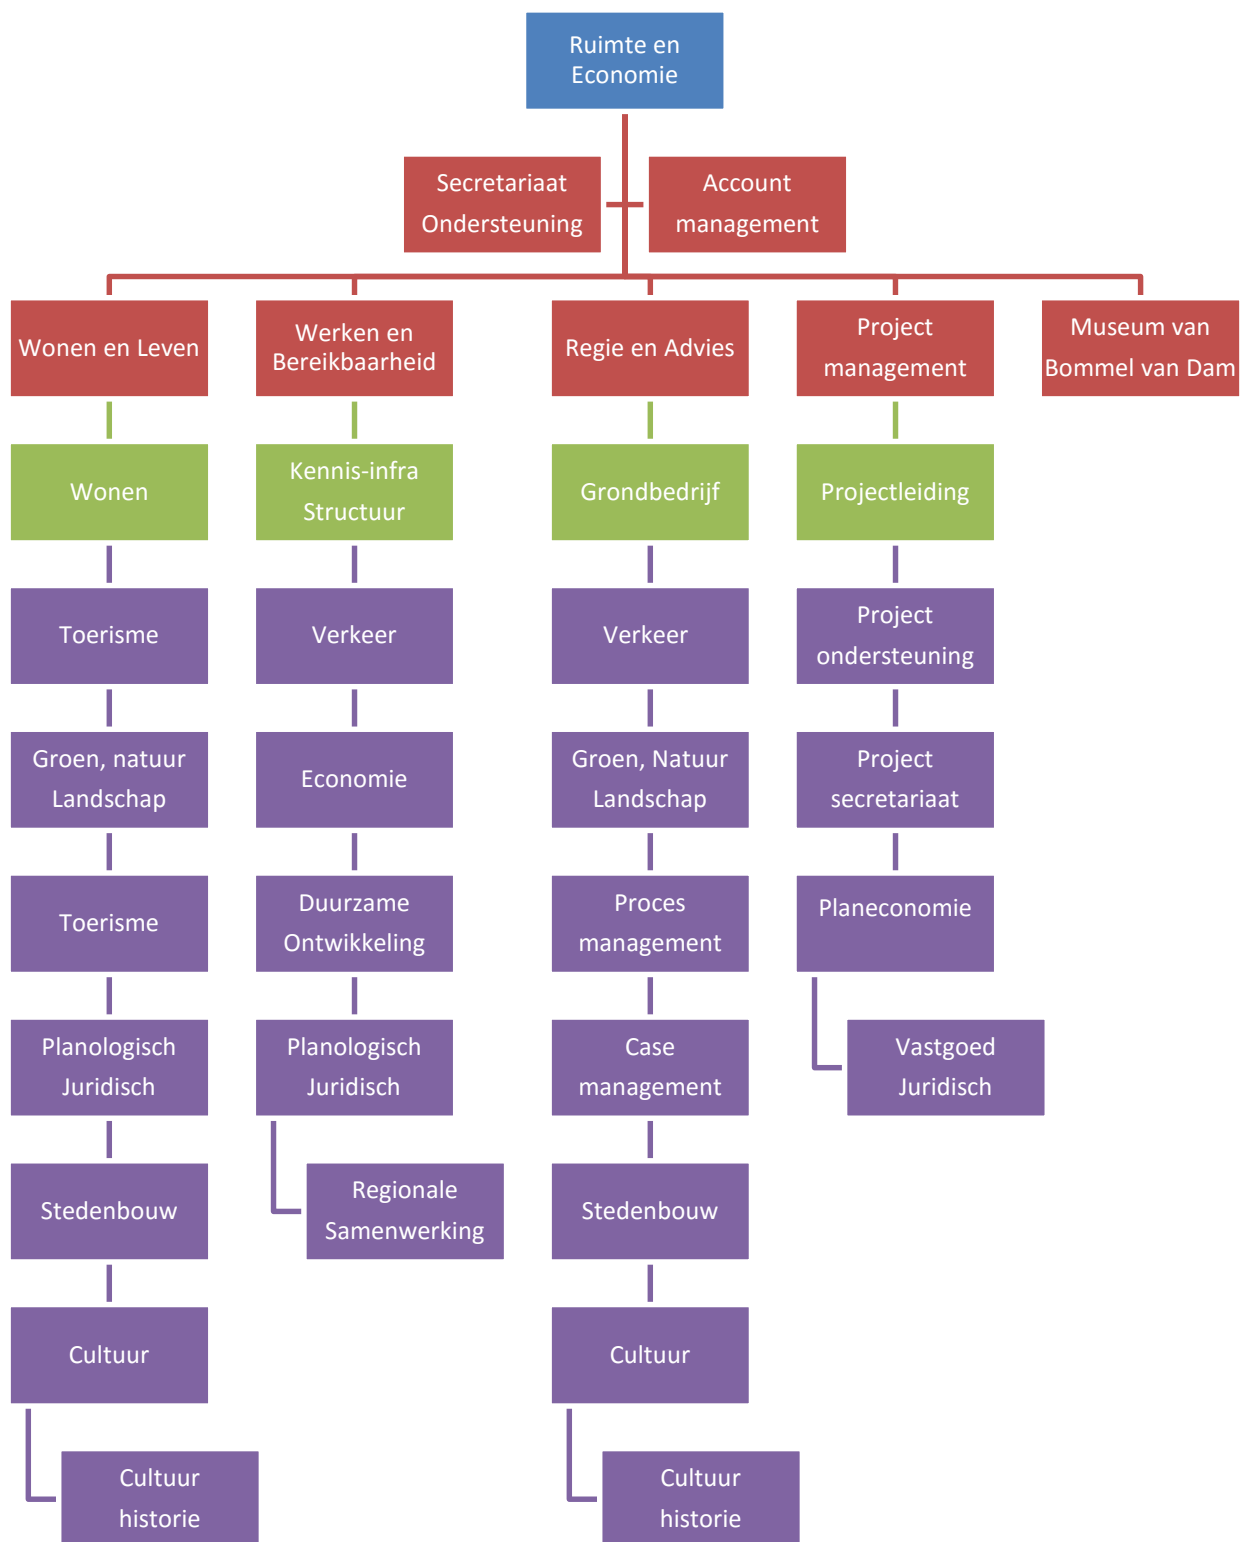 Ruimte en
Economie
Secretariaat
Ondersteuning
Account
management
Wonen en Leven
Werken en
Bereikbaarheid
Regie en Advies
Project
management
Museum van
Bommel van Dam
Wonen
Kennis-infra
Structuur
Grondbedrijf
Projectleiding
Toerisme
Verkeer
Verkeer
Project
ondersteuning
Groen, natuur
Landschap
Economie
Groen, Natuur
Landschap
Project
secretariaat
Toerisme
Duurzame
Ontwikkeling
Proces
management
Planeconomie
Planologisch
Juridisch
Planologisch
Juridisch
Case
management
Vastgoed
Juridisch
Stedenbouw
Regionale
Samenwerking
Stedenbouw
Cultuur
Cultuur
Cultuur
historie
Cultuur
historie